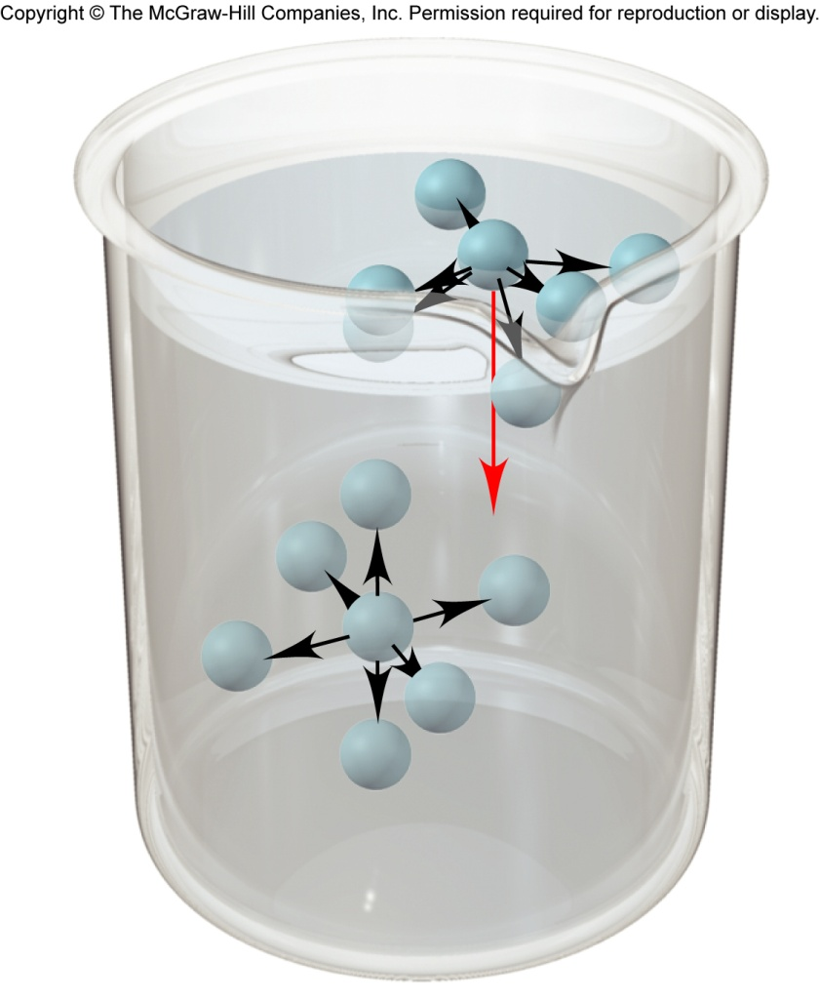 Copyright © The McGraw-Hill Companies, Inc. Permission required for reproduction or display.